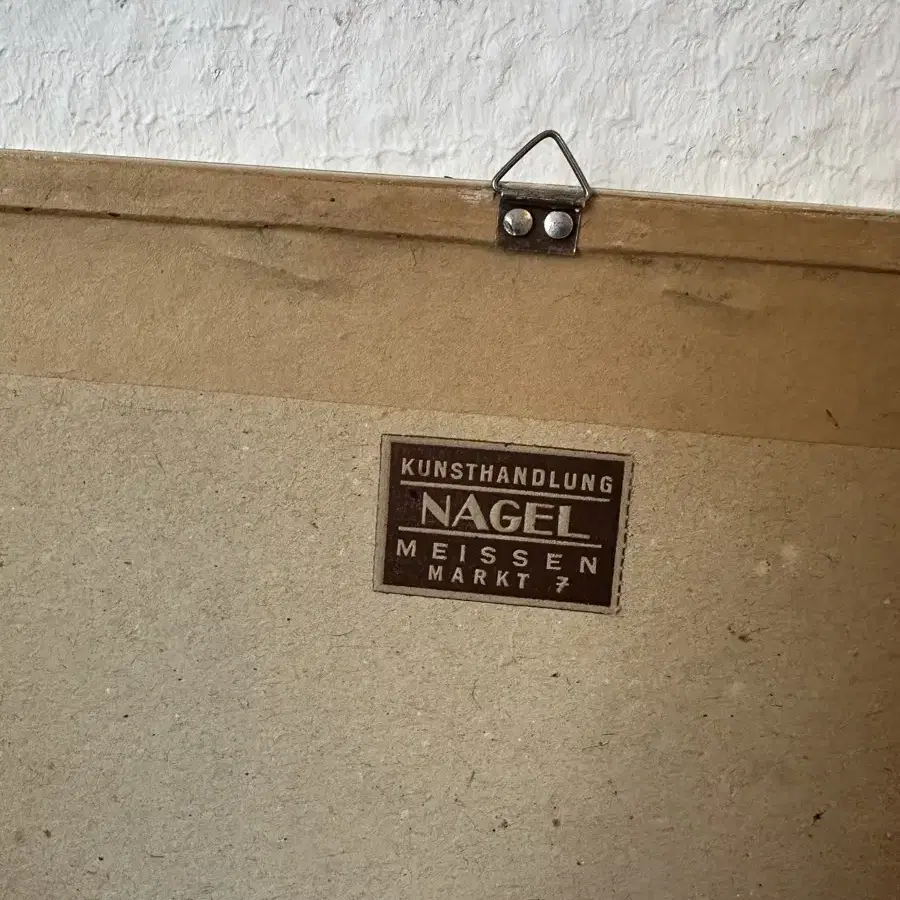 KUNSTHANDLUNG
NAGEL
MEISSEN
MARKT 7